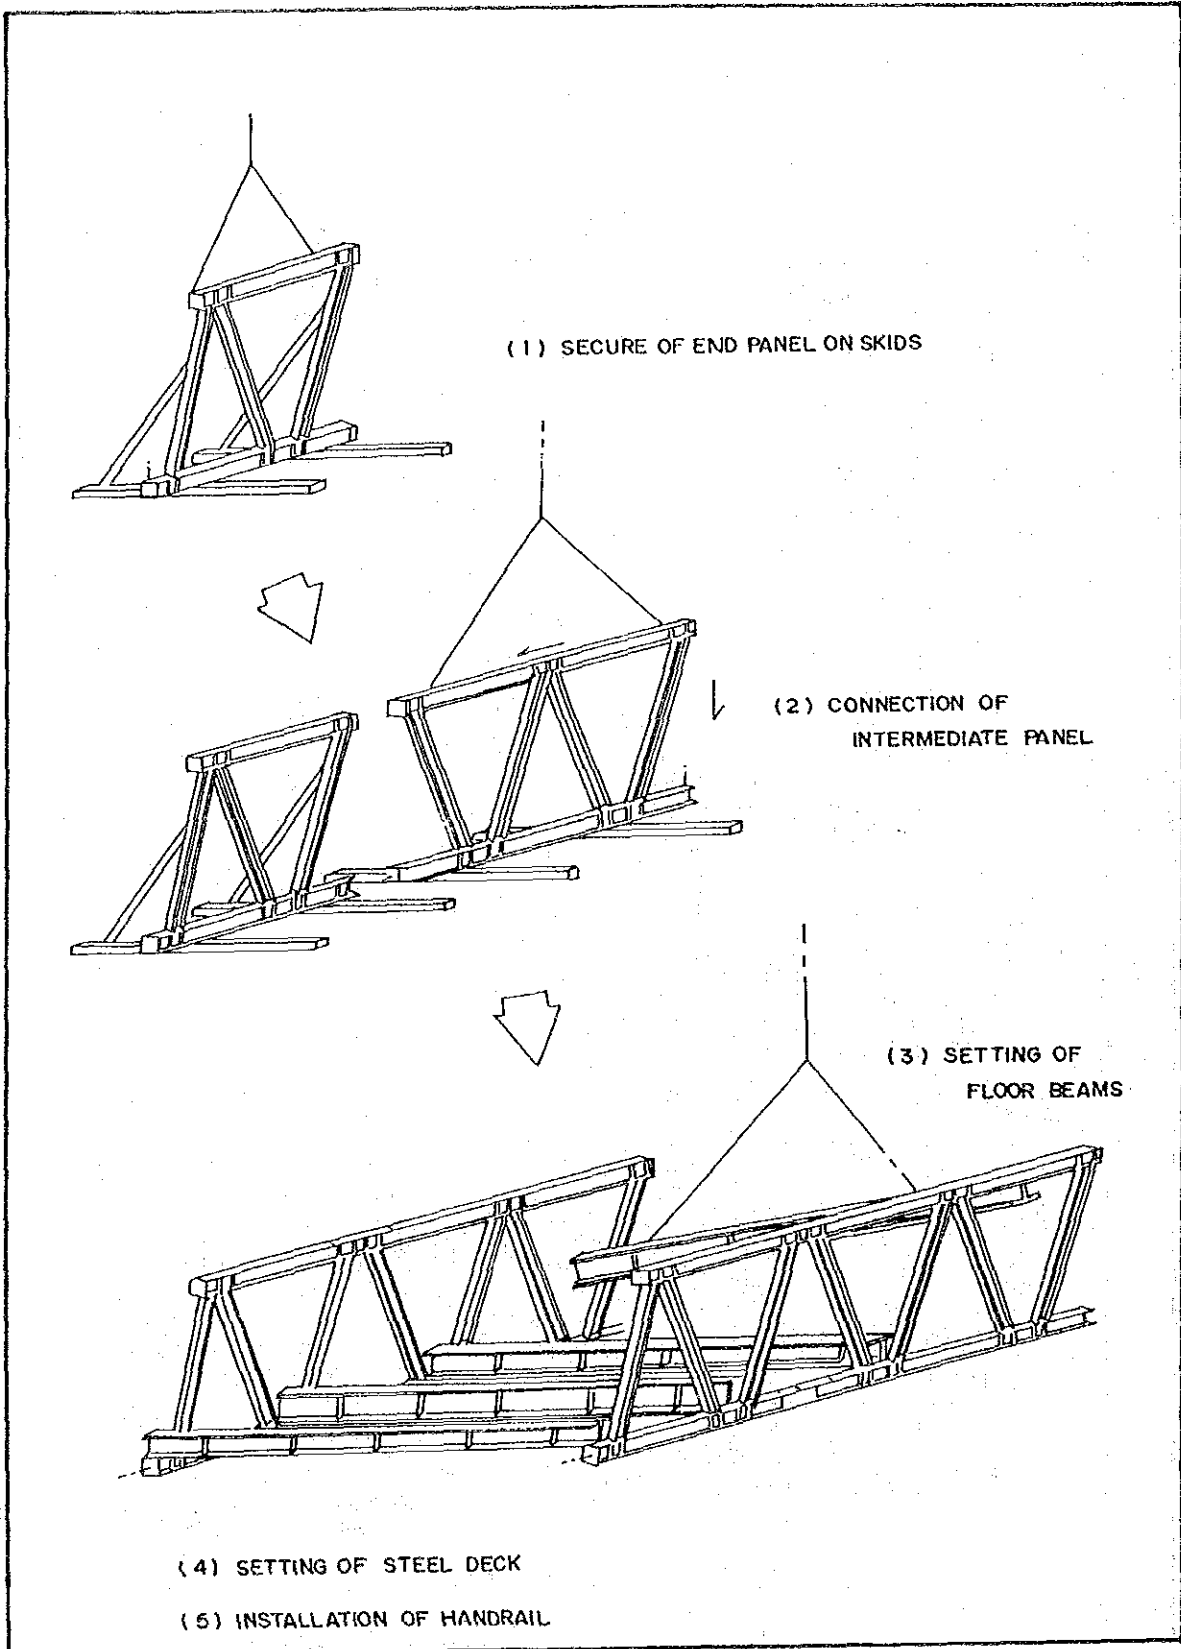 (1) SECURE OF END PANEL ON SKIDS
(2) CONNECTION OF
INTERMEDIATE PANEL
(3) SETTING OF
FLOOR BEAMS
(4) SETTING OF STEEL DECK
(5) INSTALLATION OF HANDRAIL